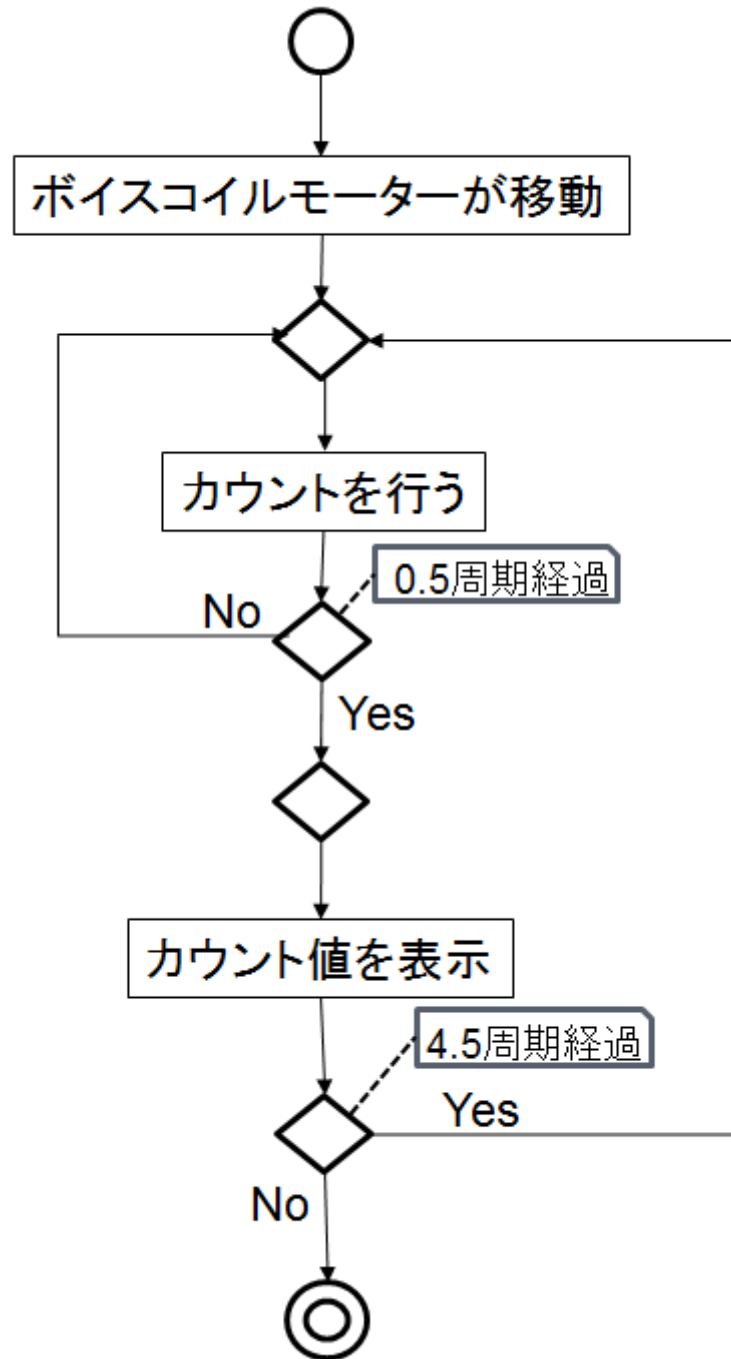 ボイスコイルモーターが移動
カウントを行う
0.5周期経過
No
Yes
カウント値を表示
4.5周期経過
Yes
No